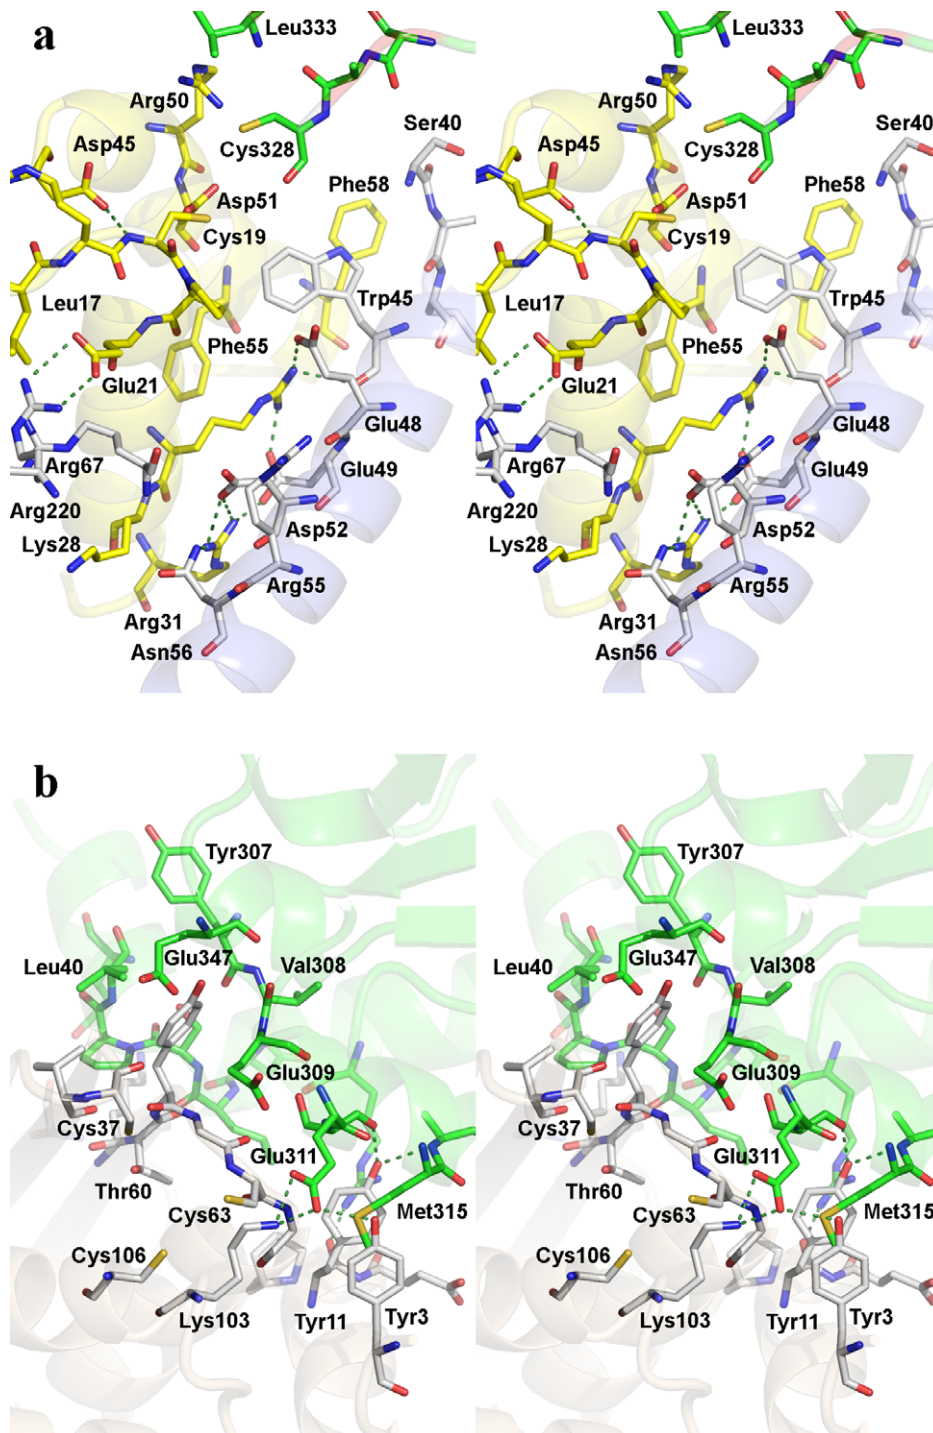 a
Leu333 Leu333
Arg50 Arg50
Ser40 Ser40
Asp45 Cys328 Asp45 Cys328
Phe58 Phe58
Asp51 Asp51
Cys19 Cys19
Leu17 Trp45 Leu17 Trp45
Phe55 Phe55
Glu21 Glu21
Glu48 Glu48
Arg67 Glu49 Arg67 Glu49
Arg220 Asp52 Arg220 Asp52
Lys28 Lys28
Arg55 Arg55
Arg31 Arg31
Asn56 Asn56
b
Tyr307 Tyr307
Leu40 Glu347 Val308 Leu40 Glu347 Val308
Glu309 Glu309
Cys37 Cys37
Glu311 Glu311
Thr60 Thr60
Cys63 Met315 Cys63 Met315
Cys106 Cys106
Lys103 Tyr11 Tyr3 Lys103 Tyr11 Tyr3